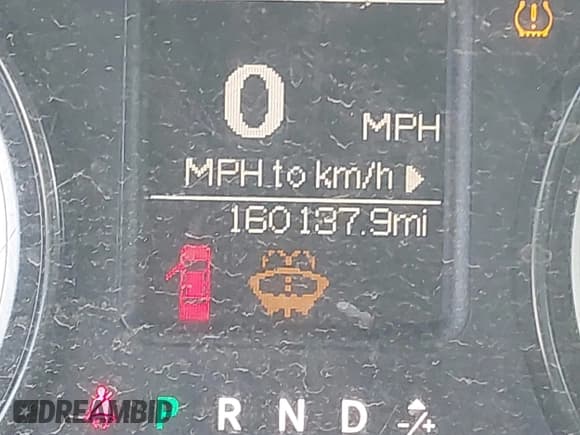 0
MPH
MPH to km/h
160137.9mi
P R N D -/+
DREAMBID